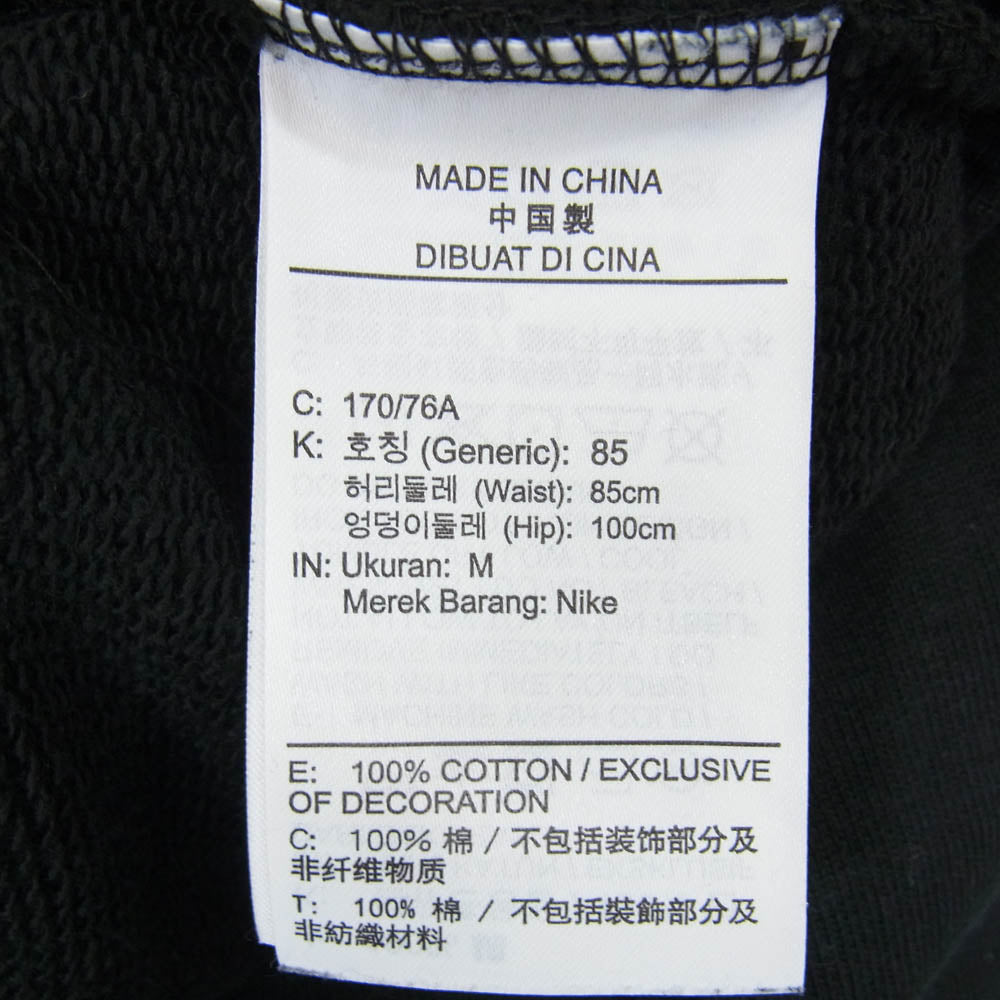 MADE IN CHINA
中国製
DIBUAT DI CINA
C: 170/76A
K: 호칭 (Generic): 85
허리둘레 (Waist): 85cm
엉덩이둘레 (Hip): 100cm
IN: Ukuran: M
Merek Barang: Nike
E: 100% COTTON / EXCLUSIVE
OF DECORATION
C: 100% 棉 / 不包括装饰部分及
非纤维物质
T: 100% 棉 / 不包括裝飾部分及
非紡織材料